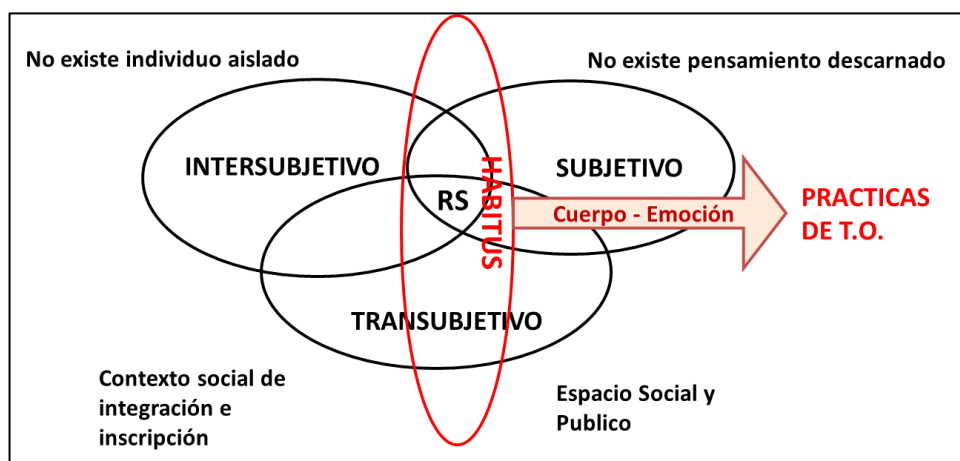 No existe individuo aislado
No existe pensamiento descarnado
INTERSUBJETIVO
SUBJETIVO
HABITUS
RS
Cuerpo - Emoción
PRACTICAS
DE T.O.
TRANSUBJETIVO
Contexto social de
integración e
inscripción
Espacio Social y
Publico